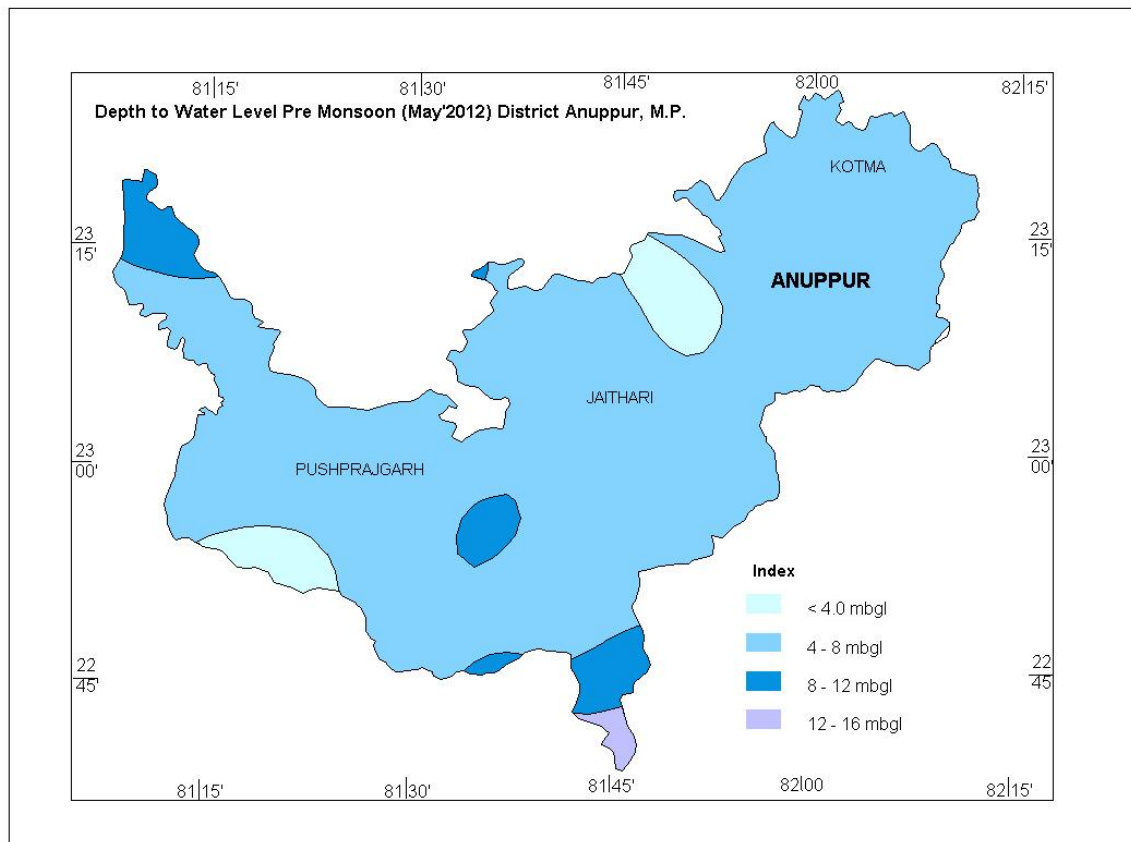 81 15'
81 30'
81 45'
82 00
82 15'
Depth to Water Level Pre Monsoon (May'2012) District Anuppur, M.P.
KOTMA
23
15'
23
15'
ANUPPUR
JAITHARI
23
00'
PUSHPRAJGARH
23
00'
Index
< 4.0 mbgl
4 - 8 mbgl
22
45'
22
45'
8 - 12 mbgl
12 - 16 mbgl
81 15'
81 30'
81 45'
82 00
82 15'